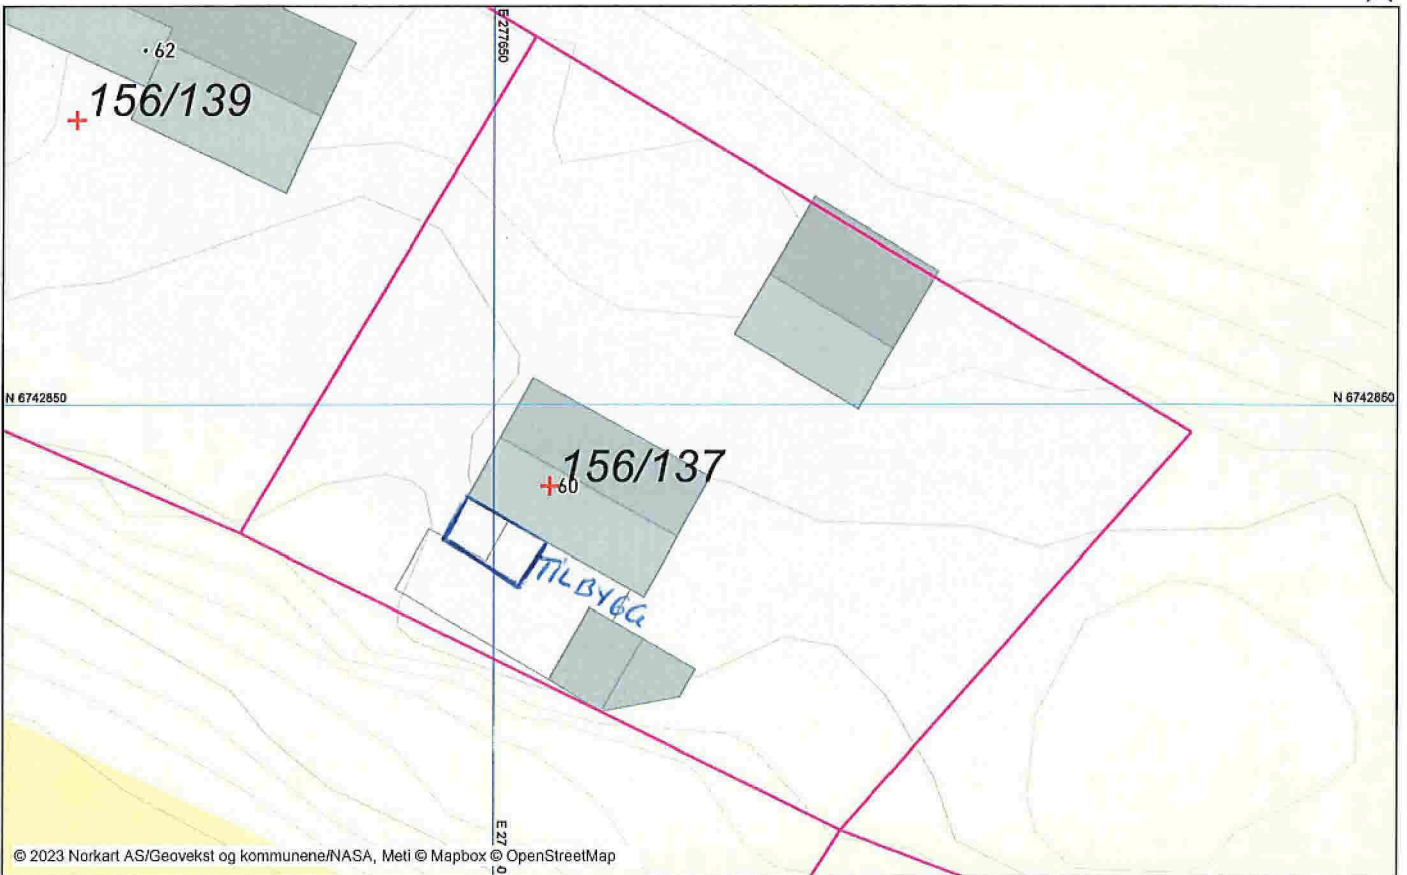 E 277650
62
156/139
N 6742850
N 6742850
156/137
60
TILBYGG
E 27 0
© 2023 Norkart AS/Geovekst og kommunene/NASA, Meti © Mapbox © OpenStreetMap